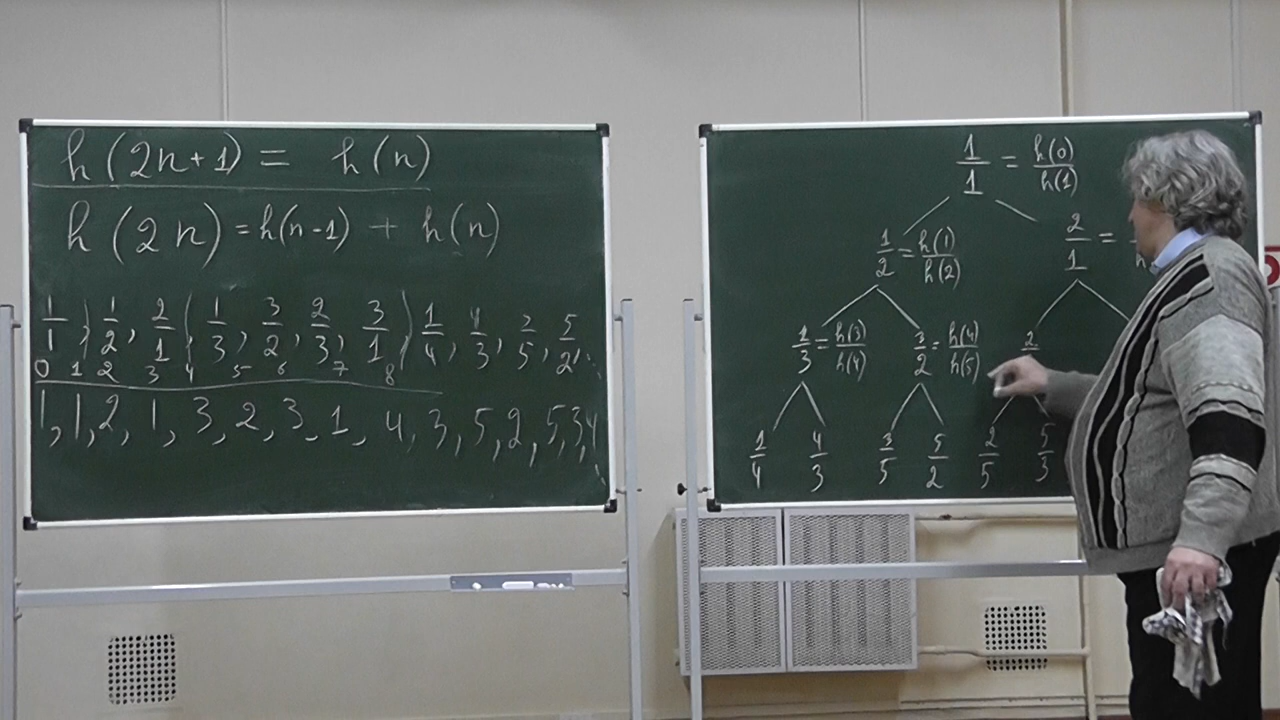 h(2n+1) = h(n)
h(2n) = h(n-1) + h(n)
1/1, 1/2, 2/1, 1/3, 3/2, 2/3, 3/1, 1/4, 4/3, 3/5, 5/2, ...
0 1 2 3 4 5 6 7 8
1, 1, 2, 1, 3, 2, 3, 1, 4, 3, 5, 2, 5, 3, 4
1/1 = h(0)/h(1)
1/2 = h(1)/h(2) 2/1 =
1/3 = h(3)/h(4) 3/2 = h(4)/h(5) 2
1/4 4/3 3/5 5/2 2/5 5/3